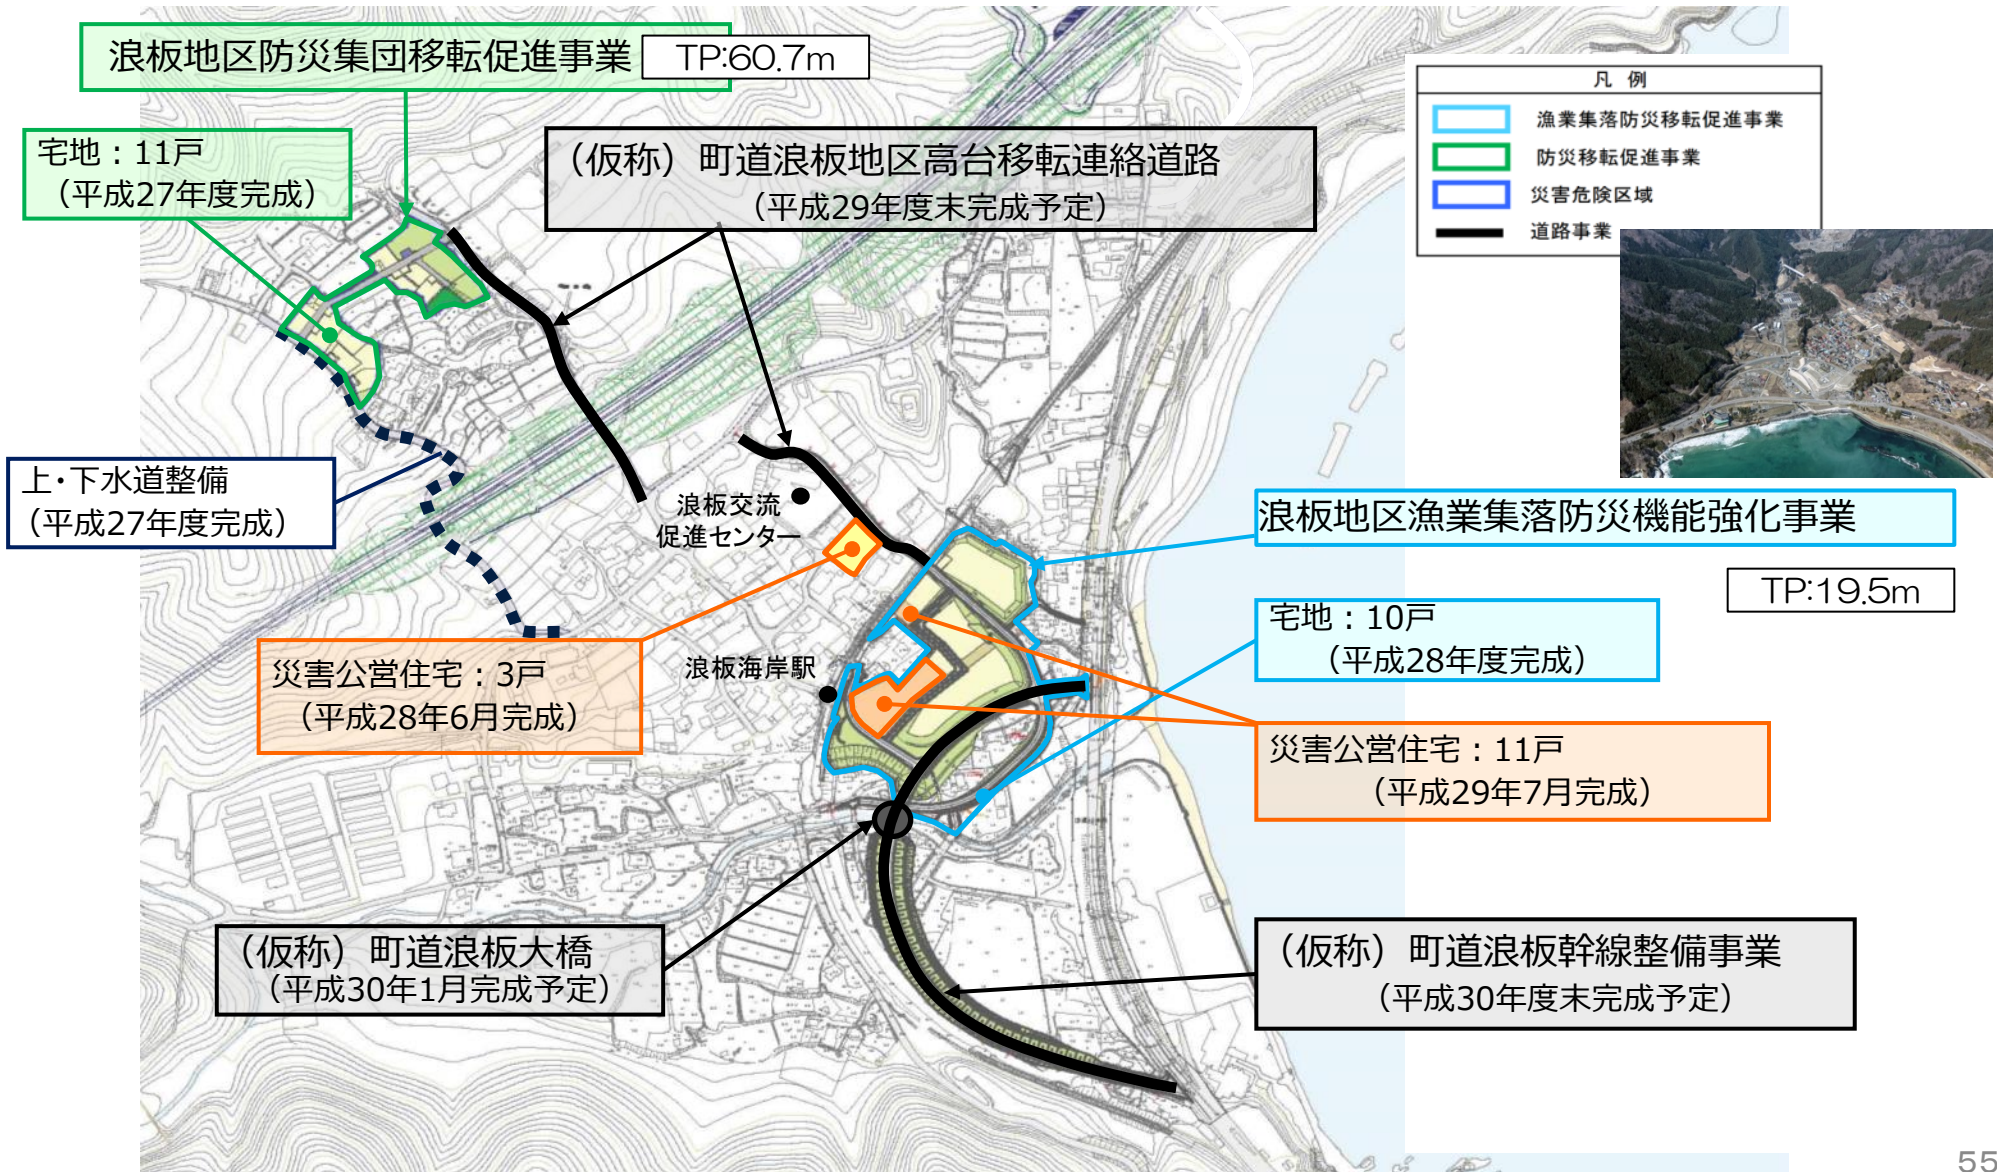 浪板地区防災集団移転促進事業
TP:60.7m
宅地：11戸
（平成27年度完成）
（仮称）町道浪板地区高台移転連絡道路
（平成29年度末完成予定）
凡 例
漁業集落防災移転促進事業
防災移転促進事業
災害危険区域
道路事業
上・下水道整備
（平成27年度完成）
浪板交流
促進センター
浪板地区漁業集落防災機能強化事業
TP:19.5m
宅地：10戸
（平成28年度完成）
災害公営住宅：3戸
（平成28年6月完成）
浪板海岸駅
災害公営住宅：11戸
（平成29年7月完成）
（仮称）町道浪板大橋
（平成30年1月完成予定）
（仮称）町道浪板幹線整備事業
（平成30年度末完成予定）
55